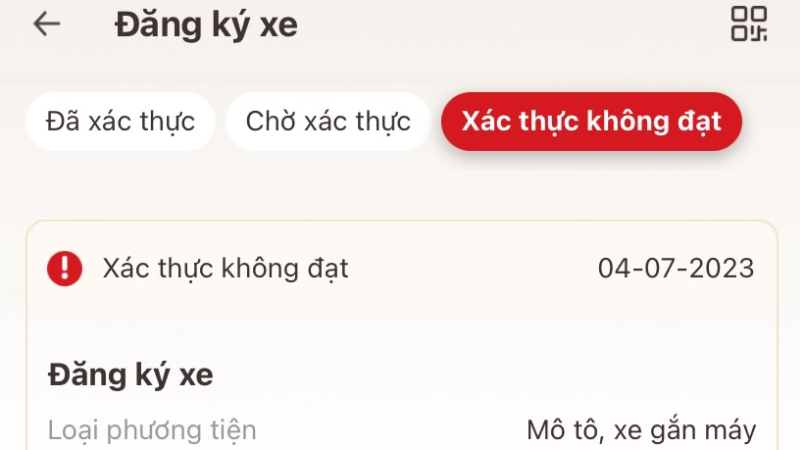 Đăng ký xe
Đã xác thực Chờ xác thực Xác thực không đạt
Xác thực không đạt 04-07-2023
Đăng ký xe
Loại phương tiện Mô tô, xe gắn máy